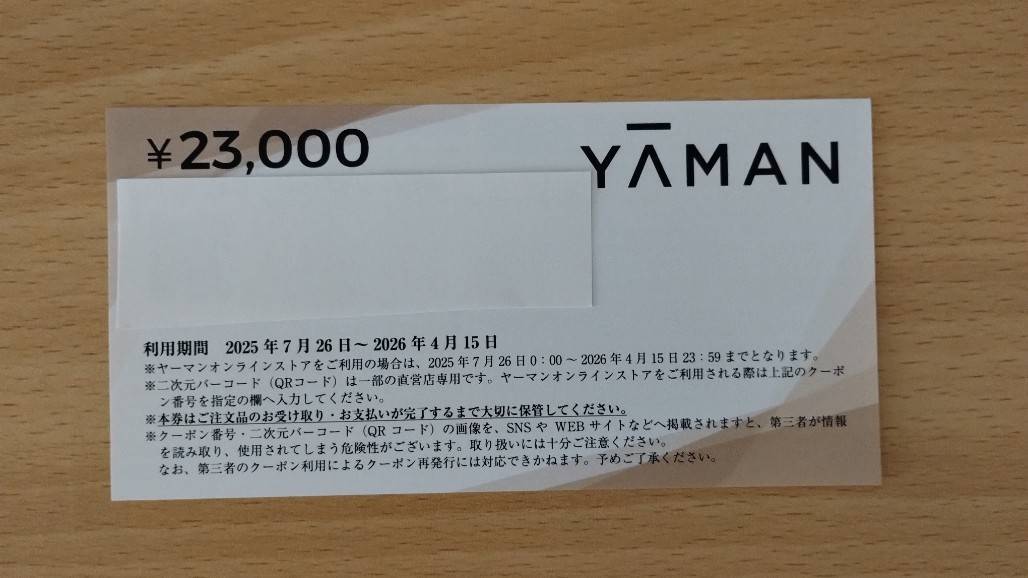 ¥23,000
YAMAN
利用期間 2025年7月26日～2026年4月15日
※ヤーマンオンラインストアをご利用の場合は、2025年7月26日0：00～2026年4月15日23：59までとなります。
※二次元バーコード（QRコード）は一部の直営店専用です。ヤーマンオンラインストアをご利用される際は上記のクーポ
ン番号を指定の欄へ入力してください。
※本券はご注文品のお受け取り・お支払いが完了するまで大切に保管してください。
※クーポン番号・二次元バーコード（QRコード）の画像を、SNSや WEBサイトなどへ掲載されますと、第三者が情報
を読み取り、使用されてしまう危険性がございます。取り扱いには十分ご注意ください。
なお、第三者のクーポン利用によるクーポン再発行には対応できかねます。予めご了承ください。